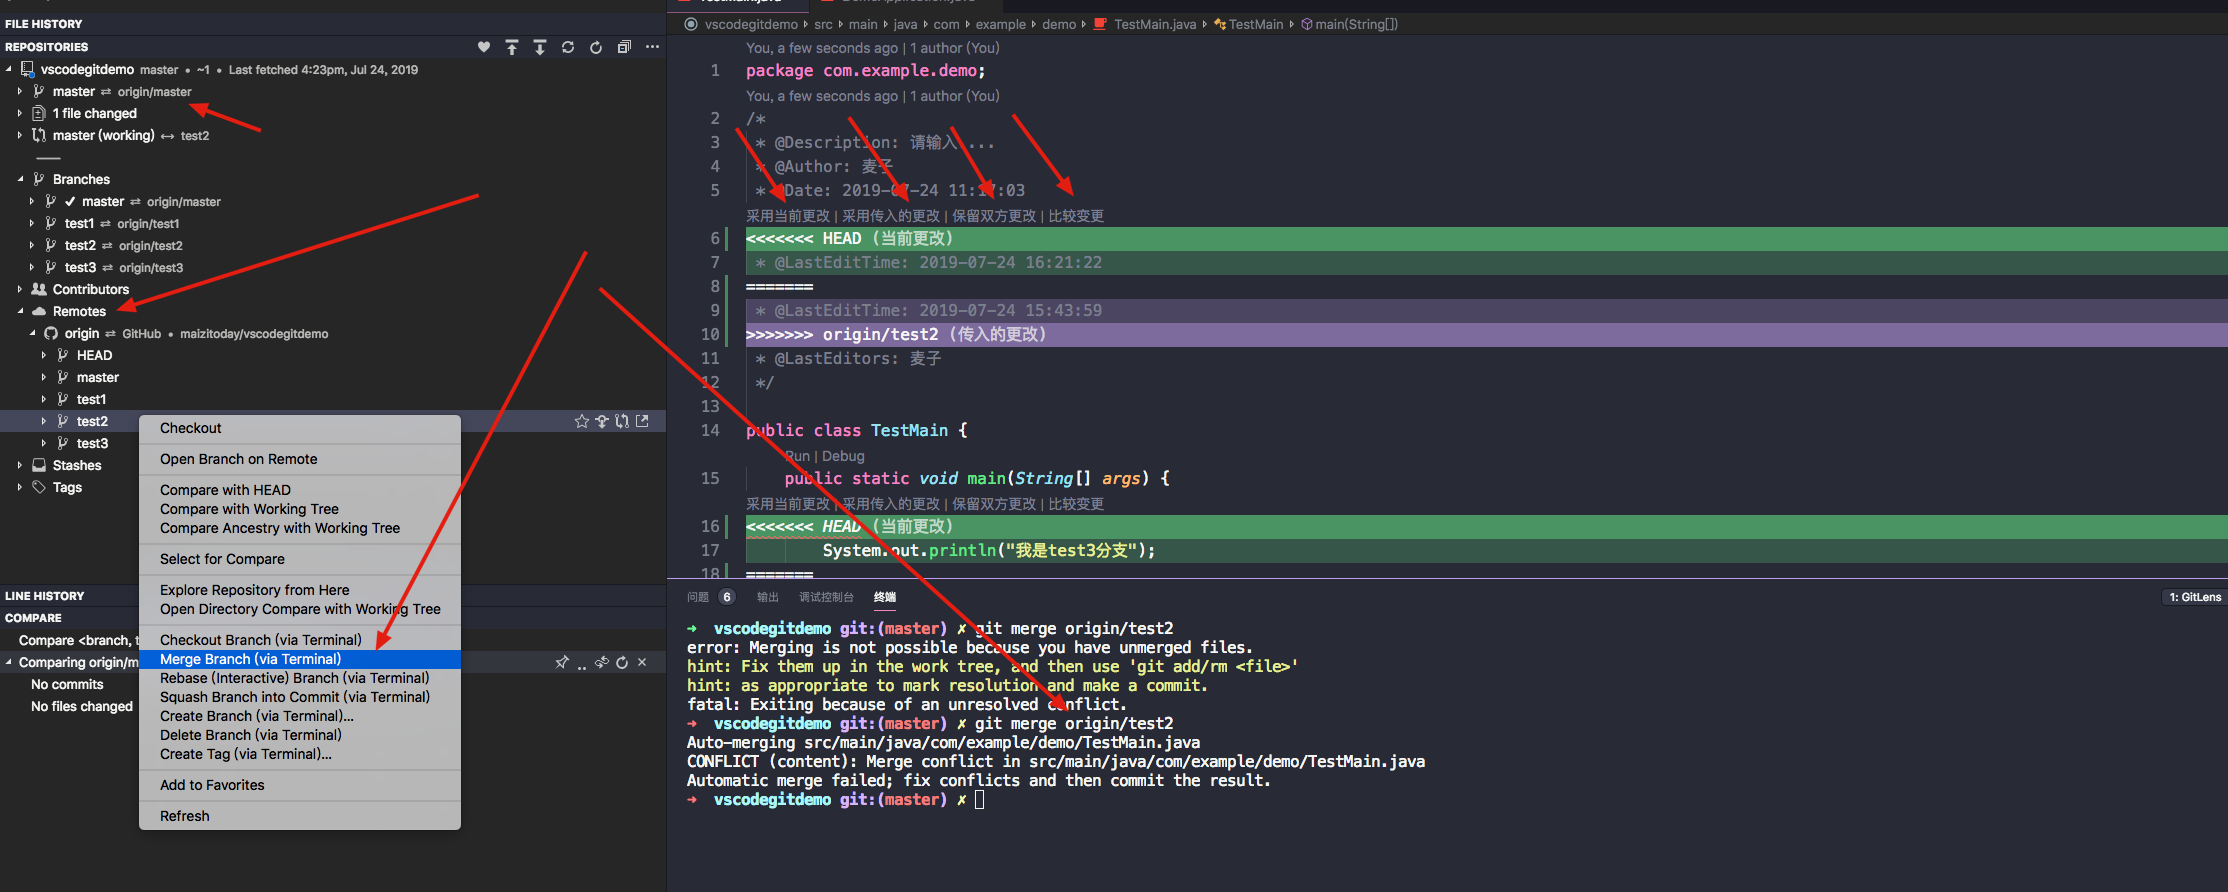 FILE HISTORY
REPOSITORIES
vscodegitdemo master • ~1 • Last fetched 4:23pm, Jul 24, 2019
master ⇄ origin/master
1 file changed
master (working) ↔ test2
Branches
✓ master ⇄ origin/master
test1 ⇄ origin/test1
test2 ⇄ origin/test2
test3 ⇄ origin/test3
Contributors
Remotes
origin ⇄ GitHub • maizitoday/vscodegitdemo
HEAD
master
test1
test2
test3
Stashes
Tags
Checkout
Open Branch on Remote
Compare with HEAD
Compare with Working Tree
Compare Ancestry with Working Tree
Select for Compare
Explore Repository from Here
Open Directory Compare with Working Tree
Checkout Branch (via Terminal)
Merge Branch (via Terminal)
Rebase (Interactive) Branch (via Terminal)
Squash Branch into Commit (via Terminal)
Create Branch (via Terminal)...
Delete Branch (via Terminal)
Create Tag (via Terminal)...
Add to Favorites
Refresh
LINE HISTORY
COMPARE
Compare <branch, t
Comparing origin/m
No commits
No files changed
TestMain.java
vscodegitdemo › src › main › java › com › example › demo › TestMain.java › TestMain › main(String[])
You, a few seconds ago | 1 author (You)
1 package com.example.demo;
You, a few seconds ago | 1 author (You)
2 /*
3 * @Description: 请输入 ...
4 * @Author: 麦子
5 * @Date: 2019-07-24 11:17:03
采用当前更改 | 采用传入的更改 | 保留双方更改 | 比较变更
6 <<<<<<< HEAD (当前更改)
7 * @LastEditTime: 2019-07-24 16:21:22
8 =======
9 * @LastEditTime: 2019-07-24 15:43:59
10 >>>>>>> origin/test2 (传入的更改)
11 * @LastEditors: 麦子
12 */
13
14 public class TestMain {
Run | Debug
15 public static void main(String[] args) {
采用当前更改 | 采用传入的更改 | 保留双方更改 | 比较变更
16 <<<<<<< HEAD (当前更改)
17 System.out.println("我是test3分支");
18 =======
问题 6 输出 调试控制台 终端
1: GitLens
➜ vscodegitdemo git:(master) ✗ git merge origin/test2
error: Merging is not possible because you have unmerged files.
hint: Fix them up in the work tree, and then use 'git add/rm <file>'
hint: as appropriate to mark resolution and make a commit.
fatal: Exiting because of an unresolved conflict.
➜ vscodegitdemo git:(master) ✗ git merge origin/test2
Auto-merging src/main/java/com/example/demo/TestMain.java
CONFLICT (content): Merge conflict in src/main/java/com/example/demo/TestMain.java
Automatic merge failed; fix conflicts and then commit the result.
➜ vscodegitdemo git:(master) ✗